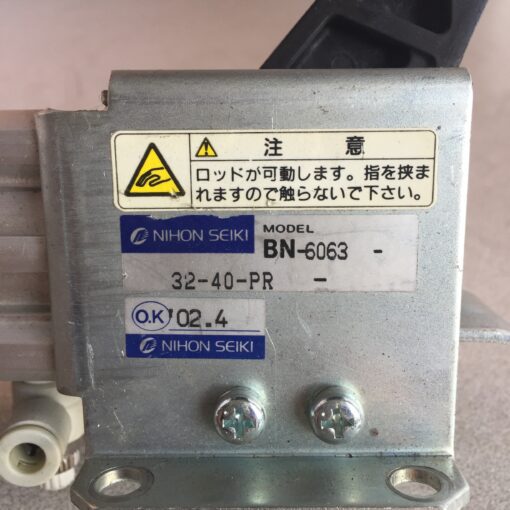 注意
ロッドが可動します。指を挟ま
れますので触らないで下さい。
NIHON SEIKI MODEL BN-6063 -
32-40-PR -
O.K '02.4
NIHON SEIKI